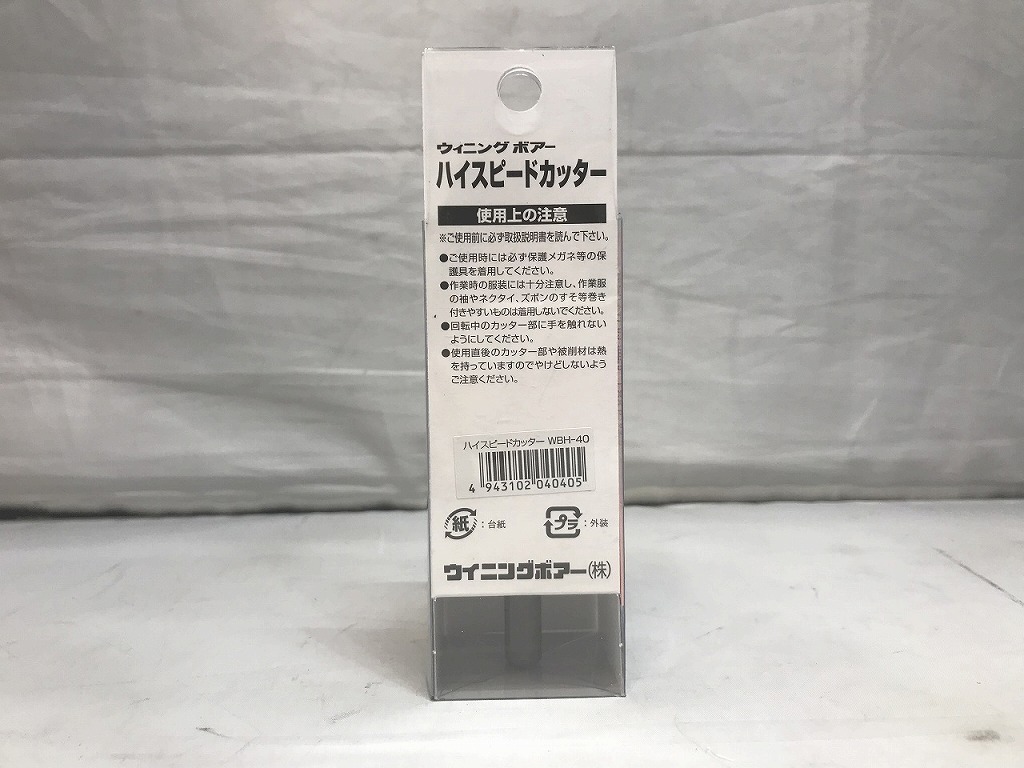 ウィニング ボアー
ハイスピードカッター
使用上の注意
※ご使用前に必ず取扱説明書を読んで下さい。
●ご使用時には必ず保護メガネ等の保
護具を着用してください。
●作業時の服装には十分注意し、作業服
の袖やネクタイ、ズボンのすそ等巻き
付きやすいものは着用しないでください。
●回転中のカッター部に手を触れない
ようにしてください。
●使用直後のカッター部や被削材は熱
を持っていますのでやけどしないよう
ご注意ください。
ハイスピードカッター WBH-40
4 943102 040405
紙 : 台紙
プラ : 外装
ウイニングボアー(株)